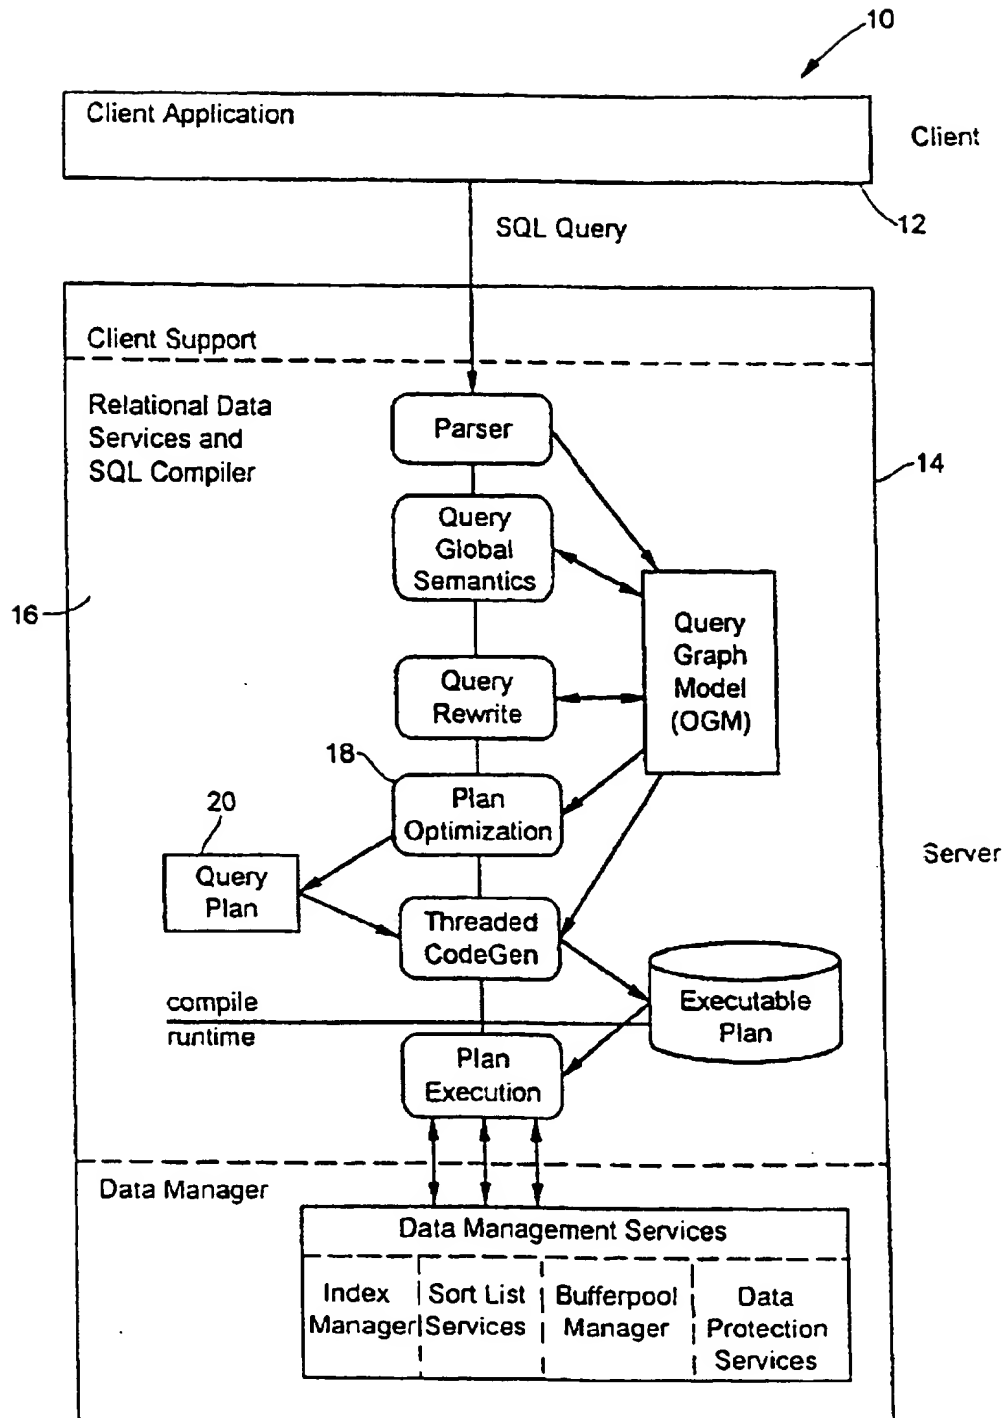 10
Client Application
Client
12
SQL Query
Client Support
Relational Data
Services and
SQL Compiler
Parser
14
Query
Global
Semantics
16
Query
Graph
Model
(OGM)
Query
Rewrite
18
Plan
Optimization
20
Query
Plan
Server
Threaded
CodeGen
Executable
Plan
compile
runtime
Plan
Execution
Data Manager
Data Management Services
Index
Manager
Sort List
Services
Bufferpool
Manager
Data
Protection
Services